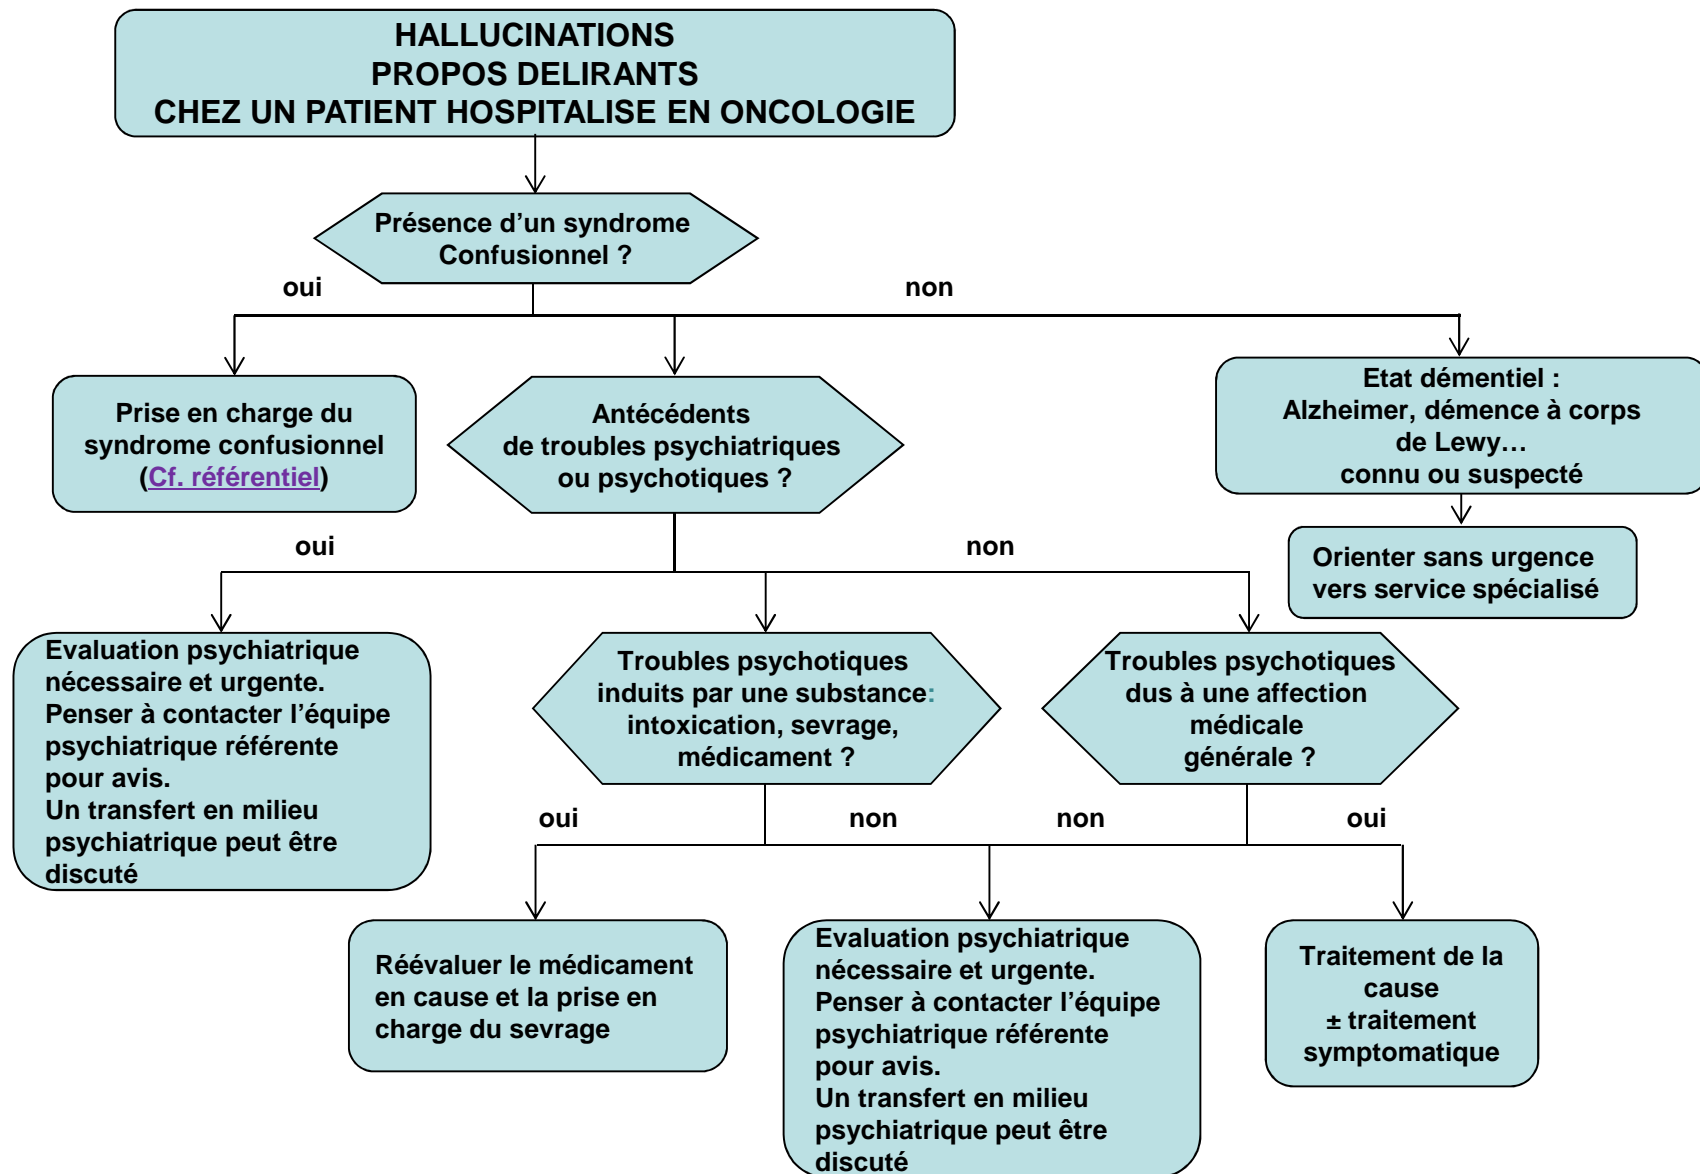 HALLUCINATIONS
PROPOS DELIRANTS
CHEZ UN PATIENT HOSPITALISE EN ONCOLOGIE
Présence d’un syndrome
Confusionnel ?
oui
non
Prise en charge du
syndrome confusionnel
(Cf. référentiel)
Antécédents
de troubles psychiatriques
ou psychotiques ?
Etat démentiel :
Alzheimer, démence à corps
de Lewy…
connu ou suspecté
Orienter sans urgence
vers service spécialisé
oui
non
Evaluation psychiatrique
nécessaire et urgente.
Penser à contacter l’équipe
psychiatrique référente
pour avis.
Un transfert en milieu
psychiatrique peut être
discuté
Troubles psychotiques
induits par une substance:
intoxication, sevrage,
médicament ?
Troubles psychotiques
dus à une affection
médicale
générale ?
oui
non
non
oui
Réévaluer le médicament
en cause et la prise en
charge du sevrage
Evaluation psychiatrique
nécessaire et urgente.
Penser à contacter l’équipe
psychiatrique référente
pour avis.
Un transfert en milieu
psychiatrique peut être
discuté
Traitement de la
cause
± traitement
symptomatique